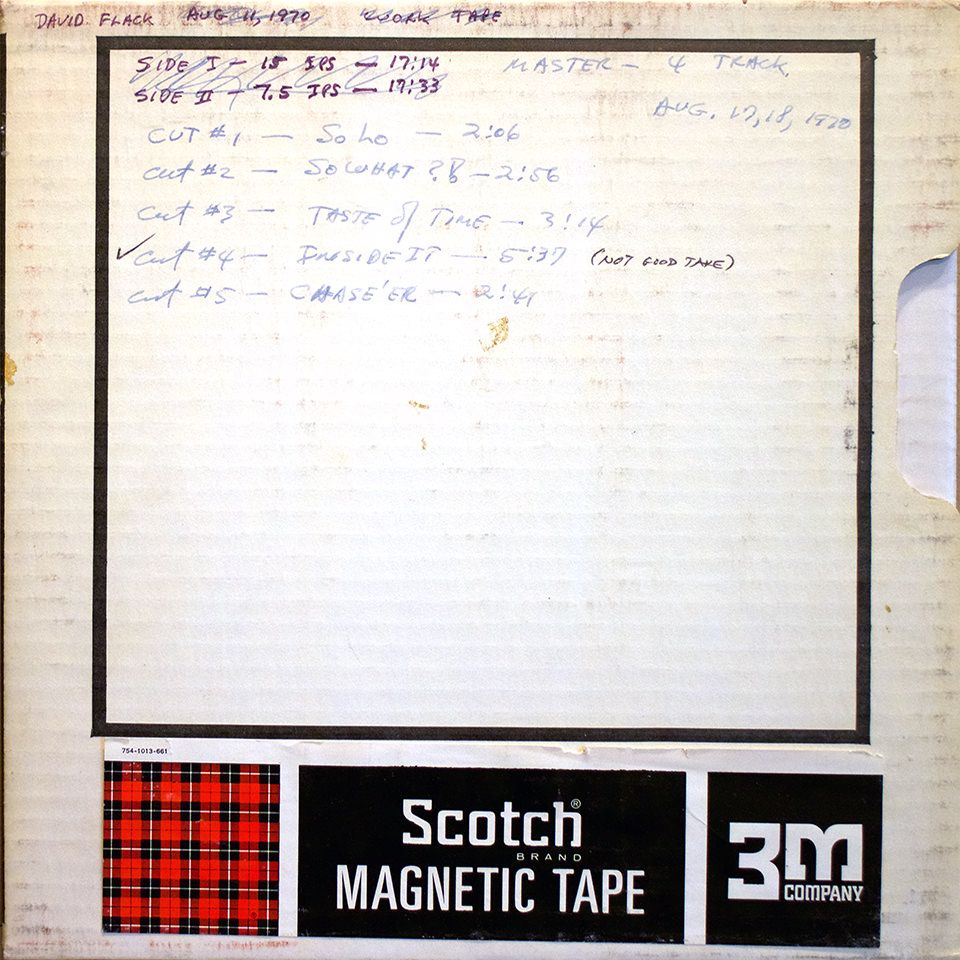 DAVID FLACK AUG 11, 1970 WORK TAPE
SIDE I - 15 IPS - 17:14
MASTER - 4 TRACK.
SIDE II - 7.5 IPS - 17:33
AUG. 17,18, 1970
CUT #1 - SoHo - 2:06
Cut #2 - SO WHAT ?! - 2:56
Cut #3 - TASTE of TIME - 3:14
✓ Cut #4 - INSIDE IT - 5:37 (NOT GOOD TAKE)
Cut #5 - CHASE'ER - 2:41
754-1013-661
Scotch®
BRAND
MAGNETIC TAPE
3M
COMPANY